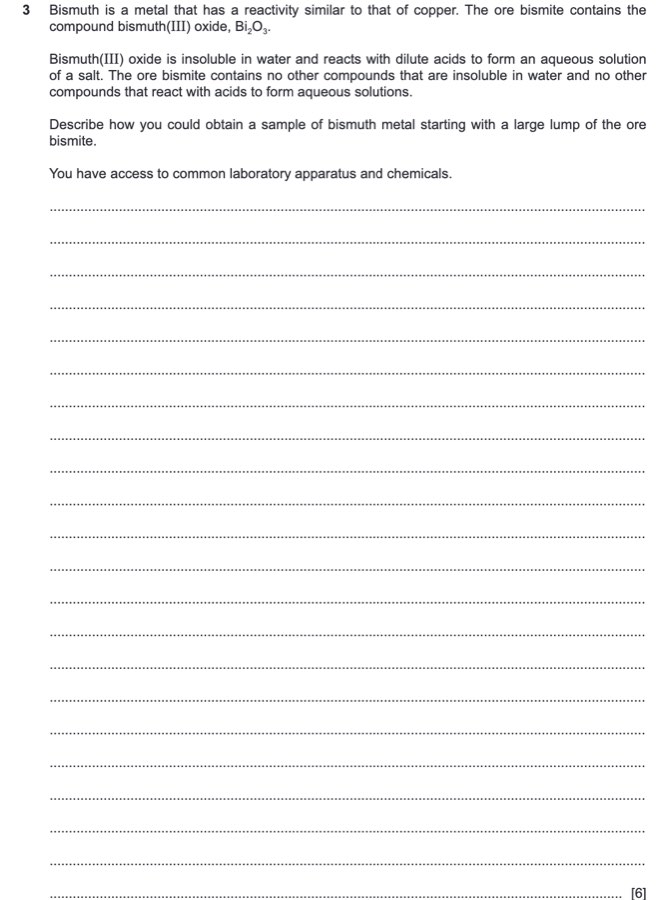 3 Bismuth is a metal that has a reactivity similar to that of copper. The ore bismite contains the
compound bismuth(III) oxide, Bi₂O₃.
Bismuth(III) oxide is insoluble in water and reacts with dilute acids to form an aqueous solution
of a salt. The ore bismite contains no other compounds that are insoluble in water and no other
compounds that react with acids to form aqueous solutions.
Describe how you could obtain a sample of bismuth metal starting with a large lump of the ore
bismite.
You have access to common laboratory apparatus and chemicals.
[6]